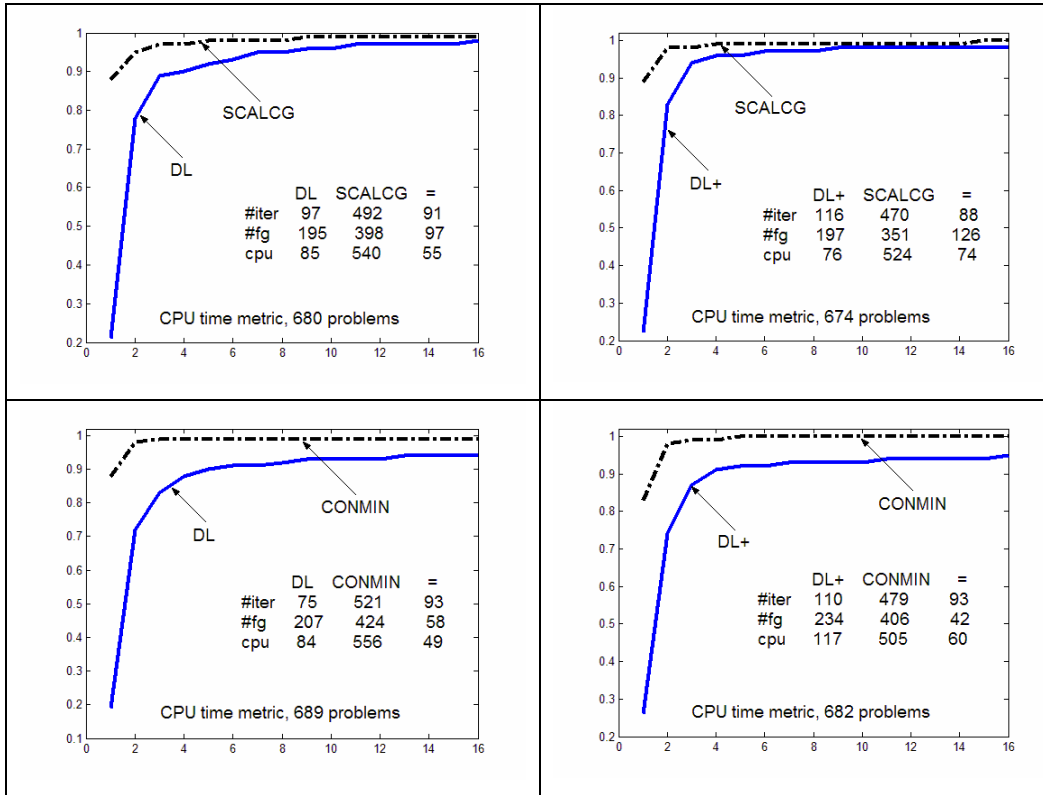 1
0.9
0.8
0.7
0.6
0.5
0.4
0.3
0.2
SCALCG
DL
DL SCALCG =
#iter 97 492 91
#fg 195 398 97
cpu 85 540 55
CPU time metric, 680 problems
0 2 4 6 8 10 12 14 16
1
0.9
0.8
0.7
0.6
0.5
0.4
0.3
0.2
SCALCG
DL+
DL+ SCALCG =
#iter 116 470 88
#fg 197 351 126
cpu 76 524 74
CPU time metric, 674 problems
0 2 4 6 8 10 12 14 16
1
0.9
0.8
0.7
0.6
0.5
0.4
0.3
0.2
0.1
CONMIN
DL
DL CONMIN =
#iter 75 521 93
#fg 207 424 58
cpu 84 556 49
CPU time metric, 689 problems
0 2 4 6 8 10 12 14 16
1
0.9
0.8
0.7
0.6
0.5
0.4
0.3
0.2
CONMIN
DL+
DL+ CONMIN =
#iter 110 479 93
#fg 234 406 42
cpu 117 505 60
CPU time metric, 682 problems
0 2 4 6 8 10 12 14 16